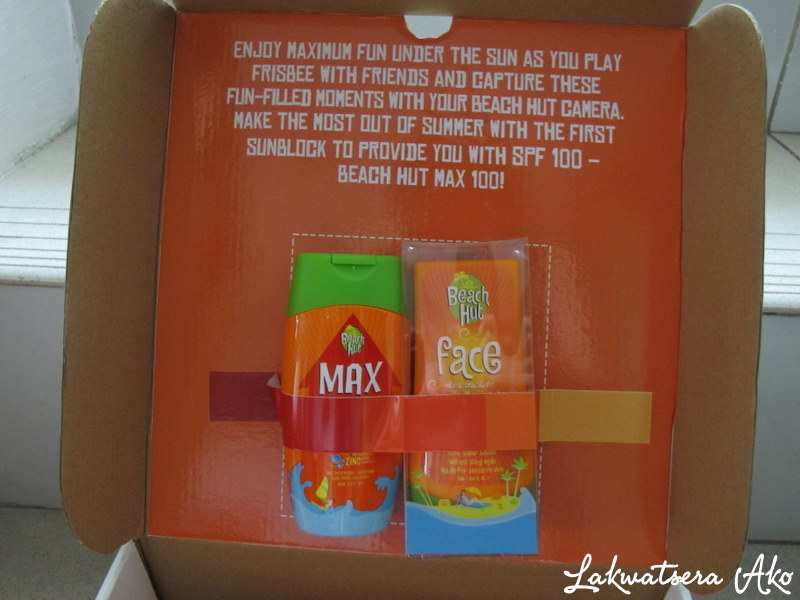 ENJOY MAXIMUM FUN UNDER THE SUN AS YOU PLAY
FRISBEE WITH FRIENDS AND CAPTURE THESE
FUN-FILLED MOMENTS WITH YOUR BEACH HUT CAMERA.
MAKE THE MOST OUT OF SUMMER WITH THE FIRST
SUNBLOCK TO PROVIDE YOU WITH SPF 100 –
BEACH HUT MAX 100!
Beach
Hut
MAX
ZINC
Beach
Hut
face
Lakwatsera Ako